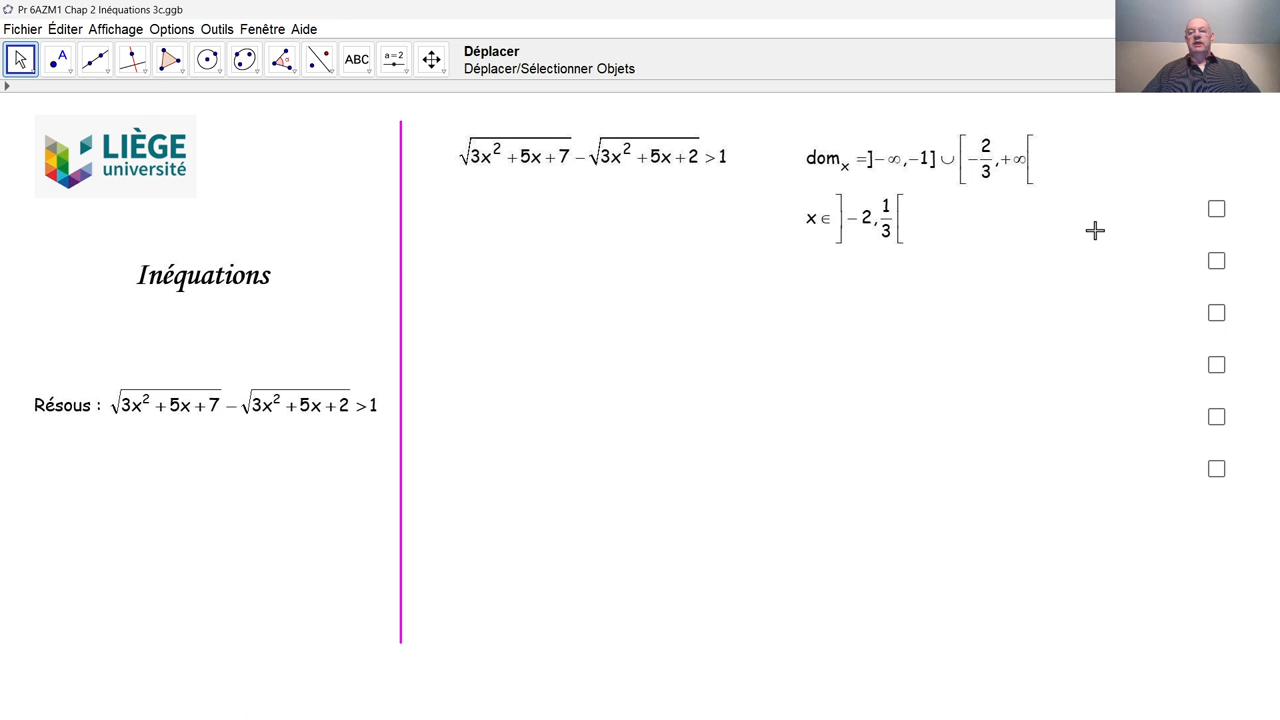 Pr 6AZM1 Chap 2 Inéquations 3c.ggb
Fichier Éditer Affichage Options Outils Fenêtre Aide
A ABC a=2 Déplacer
Déplacer/Sélectionner Objets
LIÈGE
université
Inéquations
Résous : √(3x² + 5x + 7) − √(3x² + 5x + 2) > 1
√(3x² + 5x + 7) − √(3x² + 5x + 2) > 1
domₓ = ]−∞, −1] ∪ [−2/3, +∞[
x ∈ ]−2, 1/3[